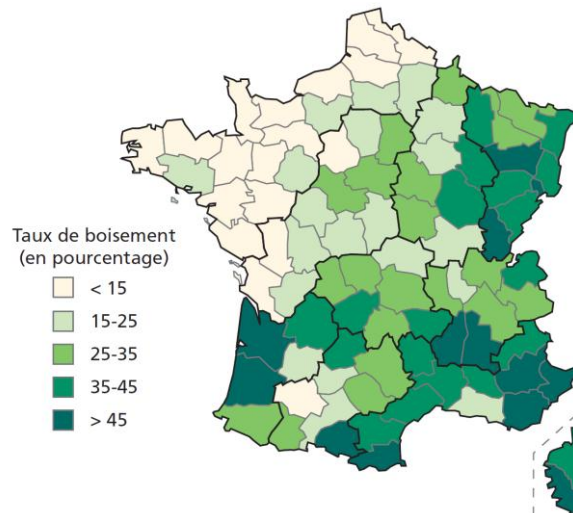 Taux de boisement
(en pourcentage)
< 15
15-25
25-35
35-45
> 45